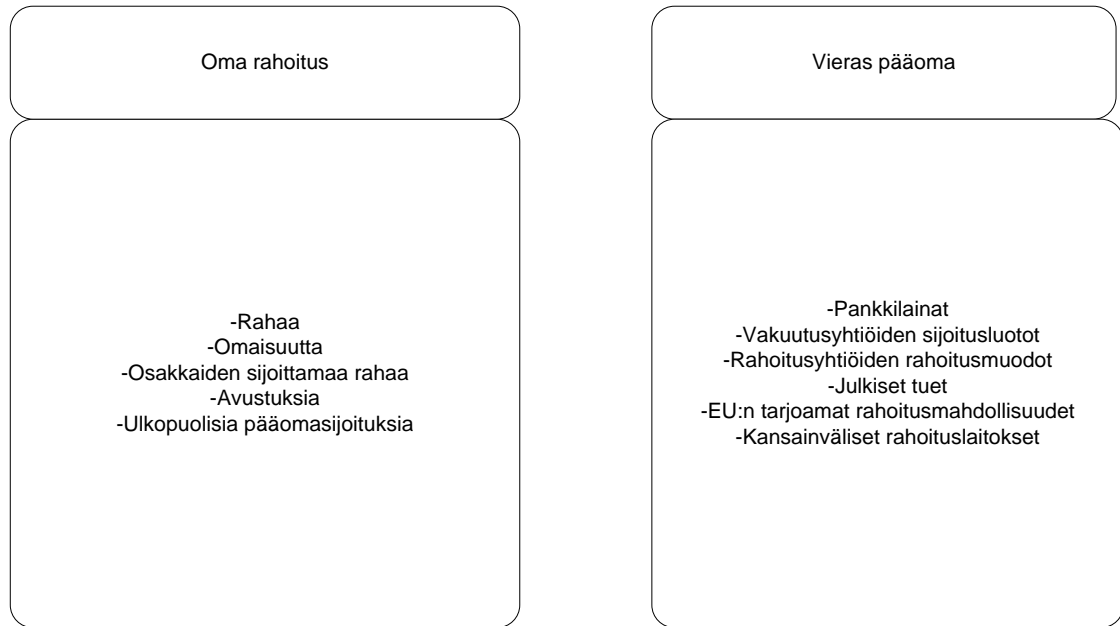 Oma rahoitus
-Rahaa
-Omaisuutta
-Osakkaiden sijoittamaa rahaa
-Avustuksia
-Ulkopuolisia pääomasijoituksia
Vieras pääoma
-Pankkilainat
-Vakuutusyhtiöiden sijoitusluotot
-Rahoitusyhtiöiden rahoitusmuodot
-Julkiset tuet
-EU:n tarjoamat rahoitusmahdollisuudet
-Kansainväliset rahoituslaitokset